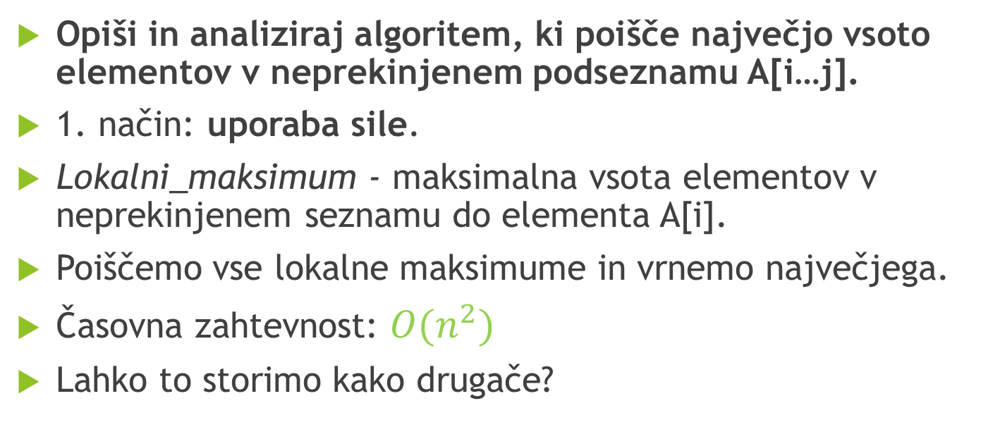 Opiši in analiziraj algoritem, ki poišče največjo vsoto
elementov v neprekinjenem podseznamu A[i…j].
1. način: uporaba sile.
Lokalni_maksimum - maksimalna vsota elementov v
neprekinjenem seznamu do elementa A[i].
Poiščemo vse lokalne maksimume in vrnemo največjega.
Časovna zahtevnost: O(n²)
Lahko to storimo kako drugače?